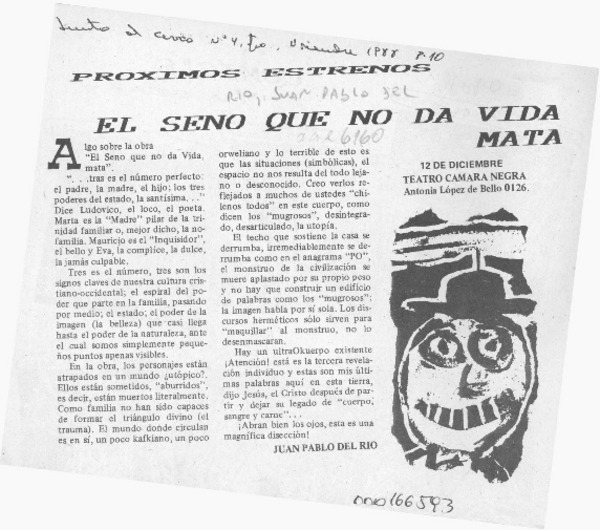 Junto al cerco Nº 4, Stgo, diciembre 1988 P.10
PROXIMOS ESTRENOS
RIO, JUAN PABLO DEL
EL SENO QUE NO DA VIDA
MATA
Algo sobre la obra
"El Seno que no da Vida,
mata".
". . .tras es el número perfecto:
el padre, la madre, el hijo; los tres
poderes del estado, la santísima..."
Dice Ludovico, el loco, el poeta.
Marta es la "Madre" pilar de la tri-
nidad familiar o, mejor dicho, la no-
familia. Mauricio es el "Inquisidor",
el bello y Eva, la complice, la dulce,
la jamás culpable.
Tres es el número, tres son los
signos claves de nuestra cultura cris-
tiano-occidental; el espiral del po-
der que parte en la familia, pasando
por medio; el estado; el poder de la
imagen (la belleza) que casi llega
hasta el poder de la naturaleza, ante
el cual somos simplemente peque-
ños puntos apenas visibles.
En la obra, los personajes están
atrapados en un mundo ¿utópico?.
Ellos están sometidos, "aburridos",
es decir, están muertos literalmente.
Como familia no han sido capaces
de formar el triángulo divino (el
trauma). El mundo donde circulan
es en sí, un poco kafkiano, un poco
orweliano y lo terrible de esto es
que las situaciones (simbólicas), el
espacio no nos resulta del todo leja-
no o desconocido. Creo verlos re-
flejados a muchos de ustedes "chi-
lenos todos" en este cuerpo, como
dicen los "mugrosos", desintegra-
do, desarticulado, la utopía.
El techo que sostiene la casa se
derrumba, irremediablemente se de-
rrumba como en el anagrama "PO",
el monstruo de la civilización se
muere aplastado por su propio peso
y no hay que construir un edificio
de palabras como los "mugrosos";
la imagen habla por sí sola. Los dis-
cursos herméticos sólo sirven para
"maquillar" al monstruo, no lo
desenmascaran.
Hay un ultraOkuerpo existente
¡Atención! está es la tercera revela-
ción individuo y estas son mis últi-
mas palabras aquí en esta tierra,
dijo Jesús, el Cristo después de par-
tir y dejar su legado de "cuerpo,
sangre y carne". . .
¡Abran bien los ojos, esta es una
magnífica disección!
JUAN PABLO DEL RIO
12 DE DICIEMBRE
TEATRO CAMARA NEGRA
Antonia López de Bello 0126.
000166593